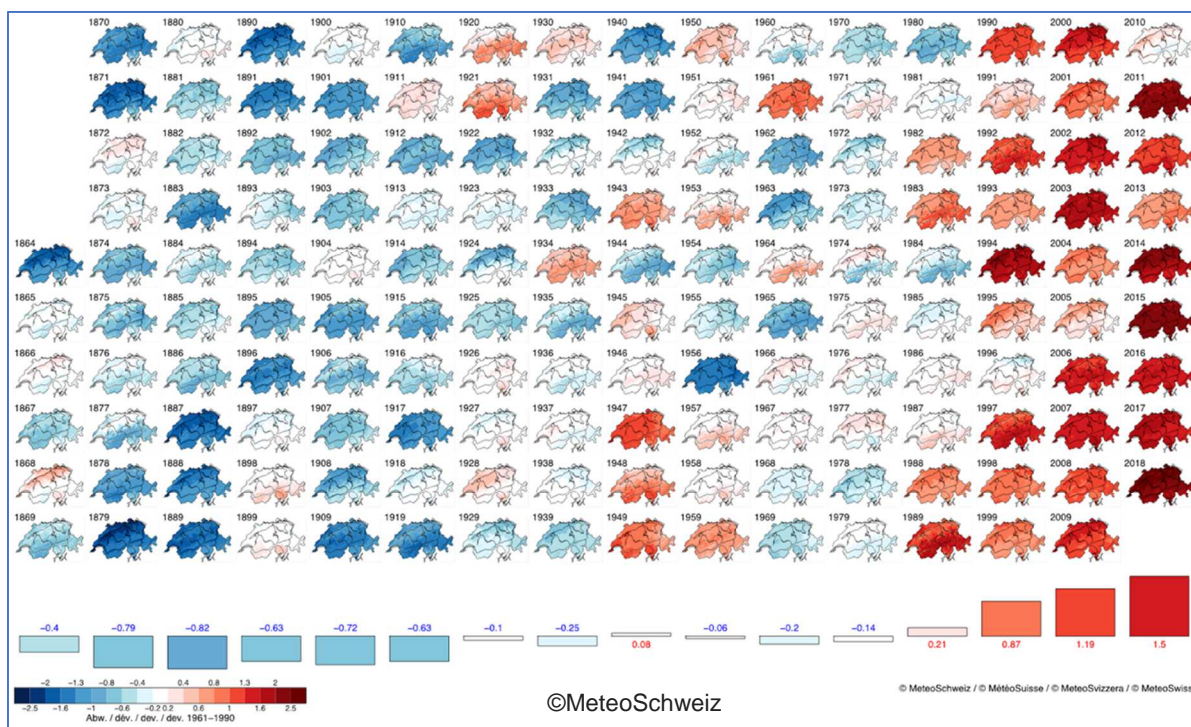 1870 1880 1890 1900 1910 1920 1930 1940 1950 1960 1970 1980 1990 2000 2010
1871 1881 1891 1901 1911 1921 1931 1941 1951 1961 1971 1981 1991 2001 2011
1872 1882 1892 1902 1912 1922 1932 1942 1952 1962 1972 1982 1992 2002 2012
1873 1883 1893 1903 1913 1923 1933 1943 1953 1963 1973 1983 1993 2003 2013
1864 1874 1884 1894 1904 1914 1924 1934 1944 1954 1964 1974 1984 1994 2004 2014
1865 1875 1885 1895 1905 1915 1925 1935 1945 1955 1965 1975 1985 1995 2005 2015
1866 1876 1886 1896 1906 1916 1926 1936 1946 1956 1966 1976 1986 1996 2006 2016
1867 1877 1887 1897 1907 1917 1927 1937 1947 1957 1967 1977 1987 1997 2007 2017
1868 1878 1888 1898 1908 1918 1928 1938 1948 1958 1968 1978 1988 1998 2008 2018
1869 1879 1889 1899 1909 1919 1929 1939 1949 1959 1969 1979 1989 1999 2009
−0.4 −0.79 −0.82 −0.63 −0.72 −0.63 −0.1 −0.25 0.08 −0.06 −0.2 −0.14 0.21 0.87 1.19 1.5
−2 −1.3 −0.8 −0.4 0.4 0.8 1.3 2
−2.5 −1.6 −1 −0.6 −0.2 0.2 0.6 1 1.6 2.5
Abw. / dév. / dev. / dev. 1961−1990
©MeteoSchweiz
© MeteoSchweiz / © MétéoSuisse / © MeteoSvizzera / © MeteoSwiss